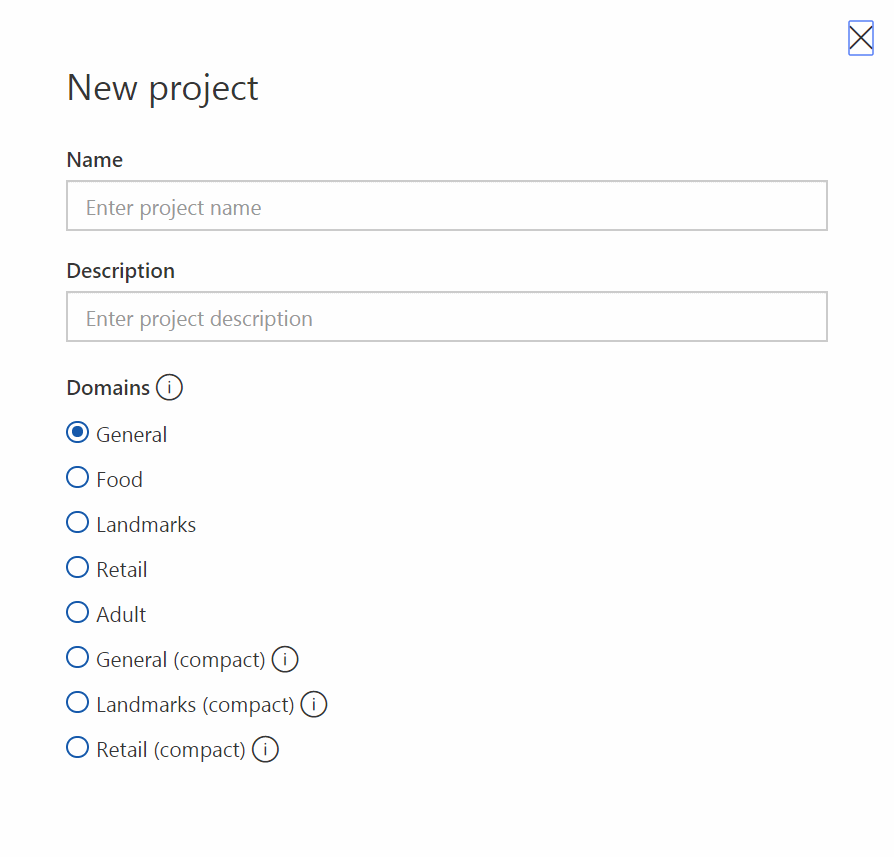 New project
Name
Enter project name
Description
Enter project description
Domains
General
Food
Landmarks
Retail
Adult
General (compact)
Landmarks (compact)
Retail (compact)